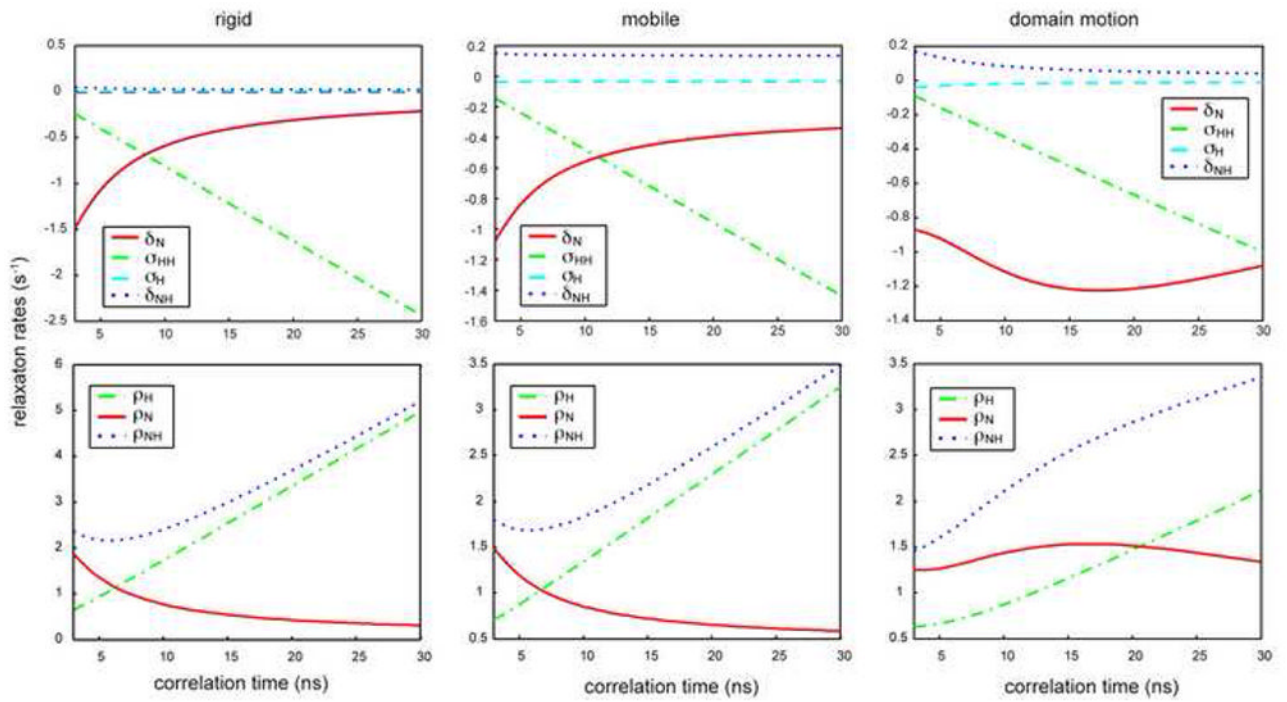 rigid
mobile
domain motion
relaxaton rates (s⁻¹)
0.5
0
-0.5
-1
-1.5
-2
-2.5
5 10 15 20 25 30
δN
σHH
σH
δNH
0.2
0
-0.2
-0.4
-0.6
-0.8
-1
-1.2
-1.4
-1.6
5 10 15 20 25 30
δN
σHH
σH
δNH
0.2
0
-0.2
-0.4
-0.6
-0.8
-1.0
-1.2
-1.4
5 10 15 20 25 30
δN
σHH
σH
δNH
6
5
4
3
2
1
0
5 10 15 20 25 30
ρH
ρN
ρNH
correlation time (ns)
3.5
3
2.5
2
1.5
1
0.5
5 10 15 20 25 30
ρH
ρN
ρNH
correlation time (ns)
3.5
3
2.5
2
1.5
1
0.5
5 10 15 20 25 30
ρH
ρN
ρNH
correlation time (ns)